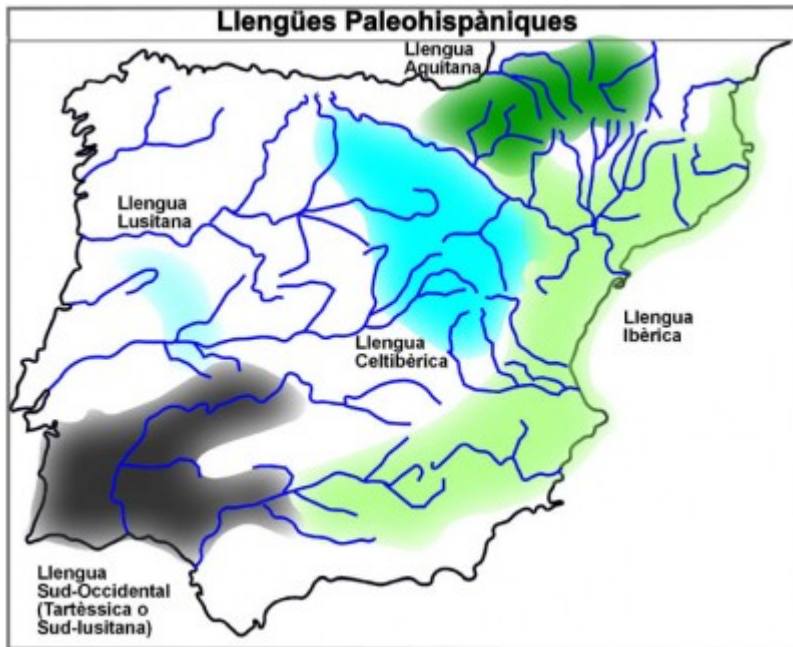 Llengües Paleohispàniques
Llengua
Aquitana
Llengua
Lusitana
Llengua
Ibèrica
Llengua
Celtibèrica
Llengua
Sud-Occidental
(Tartèssica o
Sud-lusitana)